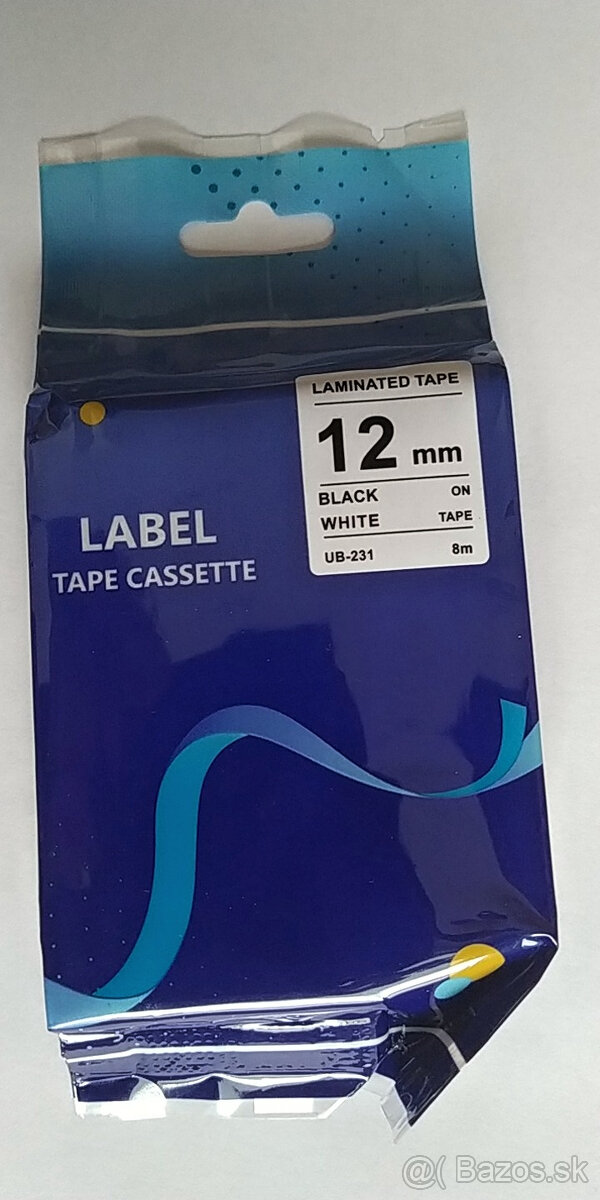 LAMINATED TAPE
12 mm
BLACK ON
WHITE TAPE
UB-231 8m
LABEL
TAPE CASSETTE
@( Bazos.sk